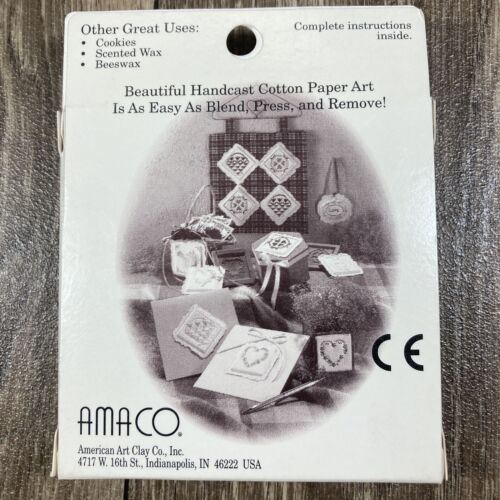 Other Great Uses:
• Cookies
• Scented Wax
• Beeswax
Complete instructions
inside.
Beautiful Handcast Cotton Paper Art
Is As Easy As Blend, Press, and Remove!
CE
AMACO®
American Art Clay Co., Inc.
4717 W. 16th St., Indianapolis, IN 46222 USA